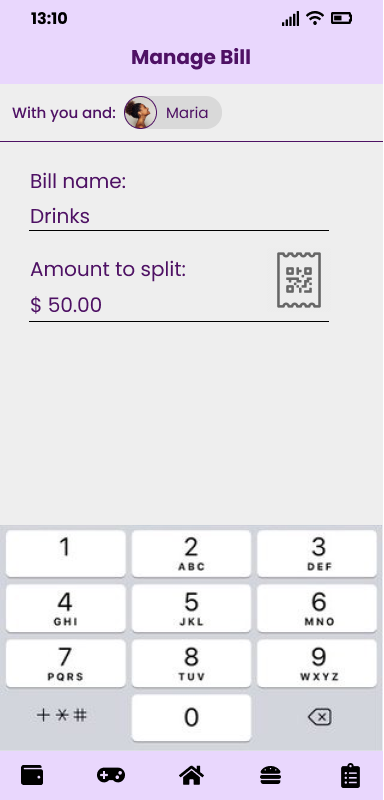 13:10
Manage Bill
With you and: Maria
Bill name:
Drinks
Amount to split:
$ 50.00
1 2 3
ABC DEF
4 5 6
GHI JKL MNO
7 8 9
PQRS TUV WXYZ
+*# 0